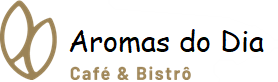 Aromas do Dia
Café & Bistrô